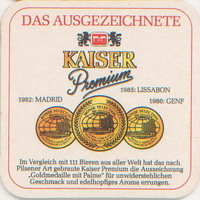 DAS AUSGEZEICHNETE
KAISER
Premium
1985: LISSABON
1982: MADRID
1986: GENF
Im Vergleich mit 111 Bieren aus aller Welt hat das nach
Pilsener Art gebraute Kaiser Premium die Auszeichnung
"Goldmedaille mit Palme" für unwiderstehlichen
Geschmack und edelhopfiges Aroma errungen.